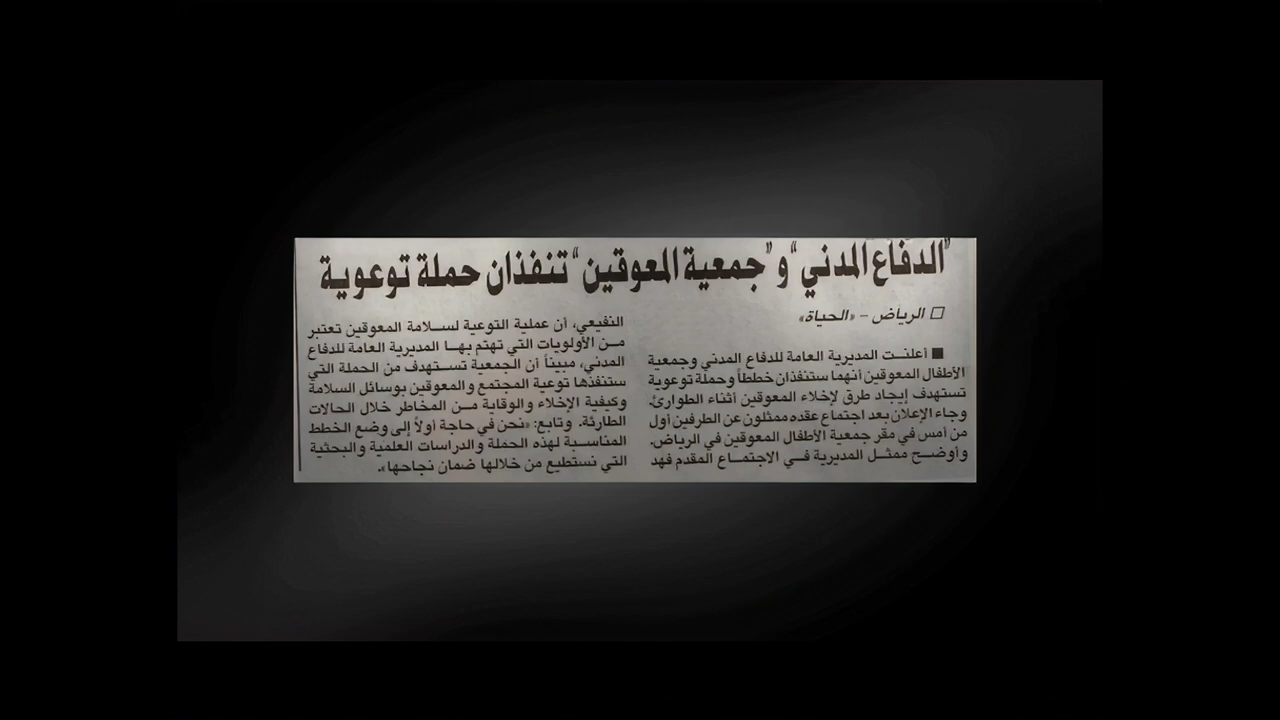 "الدفاع المدني" و"جمعية المعوقين" تنفذان حملة توعوية
□ الرياض – «الحياة»
■ أعلنت المديرية العامة للدفاع المدني وجمعية
الأطفال المعوقين أنهما ستنفذان خططاً وحملة توعوية
تستهدف إيجاد طرق لإخلاء المعوقين أثناء الطوارئ.
وجاء الإعلان بعد اجتماع عقده ممثلون عن الطرفين أول
من أمس في مقر جمعية الأطفال المعوقين في الرياض.
وأوضح ممثل المديرية في الاجتماع المقدم فهد
النفيعي، أن عملية التوعية لسلامة المعوقين تعتبر
من الأولويات التي تهتم بها المديرية العامة للدفاع
المدني، مبيناً أن الجمعية تستهدف من الحملة التي
ستنفذها توعية المجتمع والمعوقين بوسائل السلامة
وكيفية الإخلاء والوقاية من المخاطر خلال الحالات
الطارئة. وتابع: «نحن في حاجة أولاً إلى وضع الخطط
المناسبة لهذه الحملة والدراسات العلمية والبحثية
التي نستطيع من خلالها ضمان نجاحها».